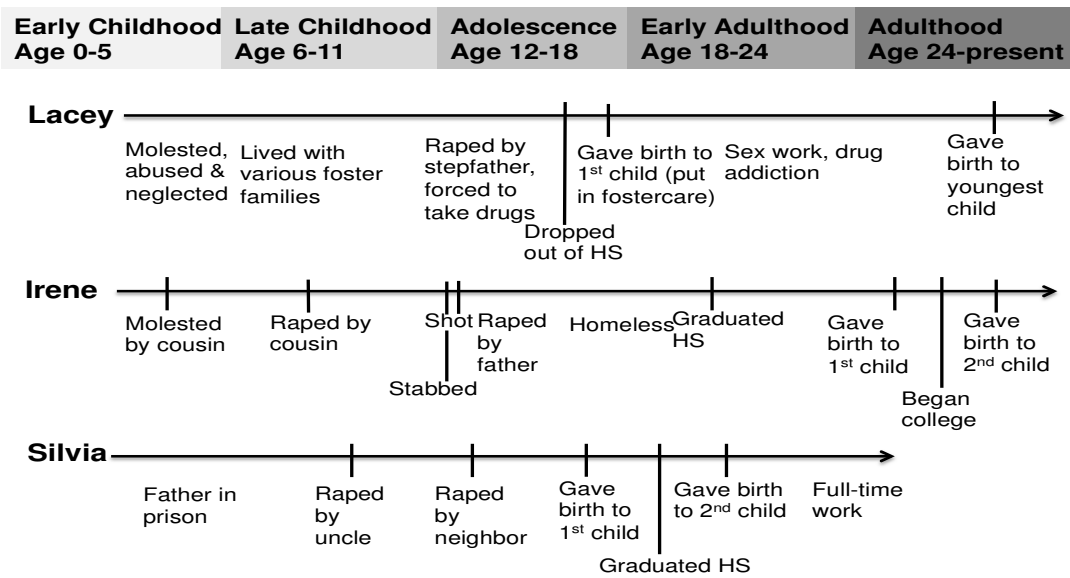 Early Childhood Late Childhood Adolescence Early Adulthood Adulthood
Age 0-5 Age 6-11 Age 12-18 Age 18-24 Age 24-present
Lacey
Molested,
abused &
neglected
Lived with
various foster
families
Raped by
stepfather,
forced to
take drugs
Dropped
out of HS
Gave birth to
1st child (put
in fostercare)
Sex work, drug
addiction
Gave
birth to
youngest
child
Irene
Molested
by cousin
Raped by
cousin
Stabbed
Shot
Raped
by
father
Homeless
Graduated
HS
Gave
birth to
1st child
Began
college
Gave
birth to
2nd child
Silvia
Father in
prison
Raped
by
uncle
Raped
by
neighbor
Gave
birth to
1st child
Graduated HS
Gave birth
to 2nd child
Full-time
work